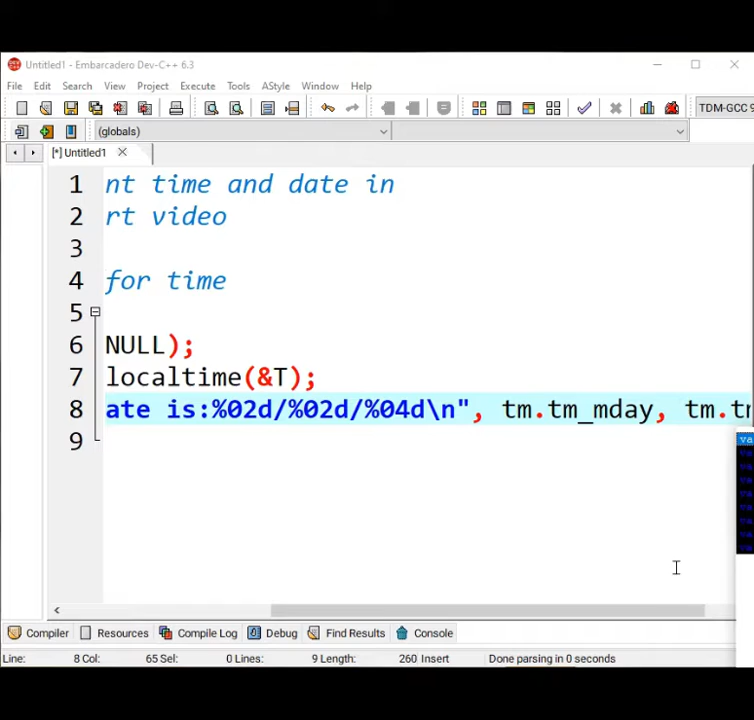 Untitled1 - Embarcadero Dev-C++ 6.3
File Edit Search View Project Execute Tools AStyle Window Help
TDM-GCC 9
(globals)
[*] Untitled1
1 nt time and date in
2 rt video
3
4 for time
5
6 NULL);
7 localtime(&T);
8 ate is:%02d/%02d/%04d\n", tm.tm_mday, tm.tm
9
va
Compiler Resources Compile Log Debug Find Results Console
Line: 8 Col: 65 Sel: 0 Lines: 9 Length: 260 Insert Done parsing in 0 seconds